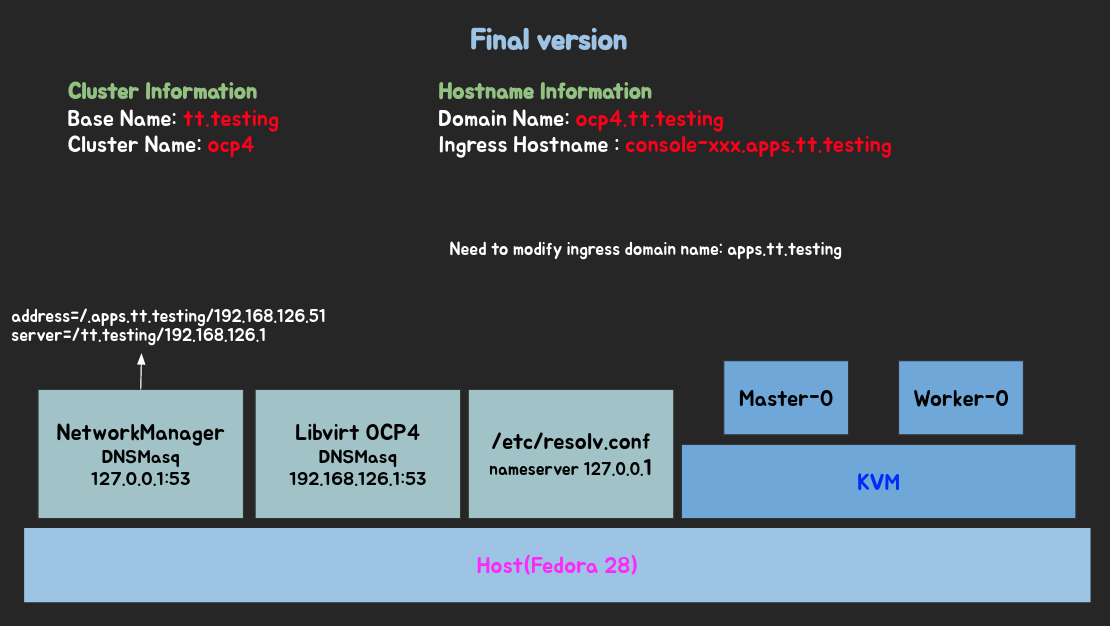 Final version
Cluster Information
Base Name: tt.testing
Cluster Name: ocp4
Hostname Information
Domain Name: ocp4.tt.testing
Ingress Hostname : console-xxx.apps.tt.testing
Need to modify ingress domain name: apps.tt.testing
address=/.apps.tt.testing/192.168.126.51
server=/tt.testing/192.168.126.1
NetworkManager
DNSMasq
127.0.0.1:53
Libvirt OCP4
DNSMasq
192.168.126.1:53
/etc/resolv.conf
nameserver 127.0.0.1
Master-0
Worker-0
KVM
Host(Fedora 28)